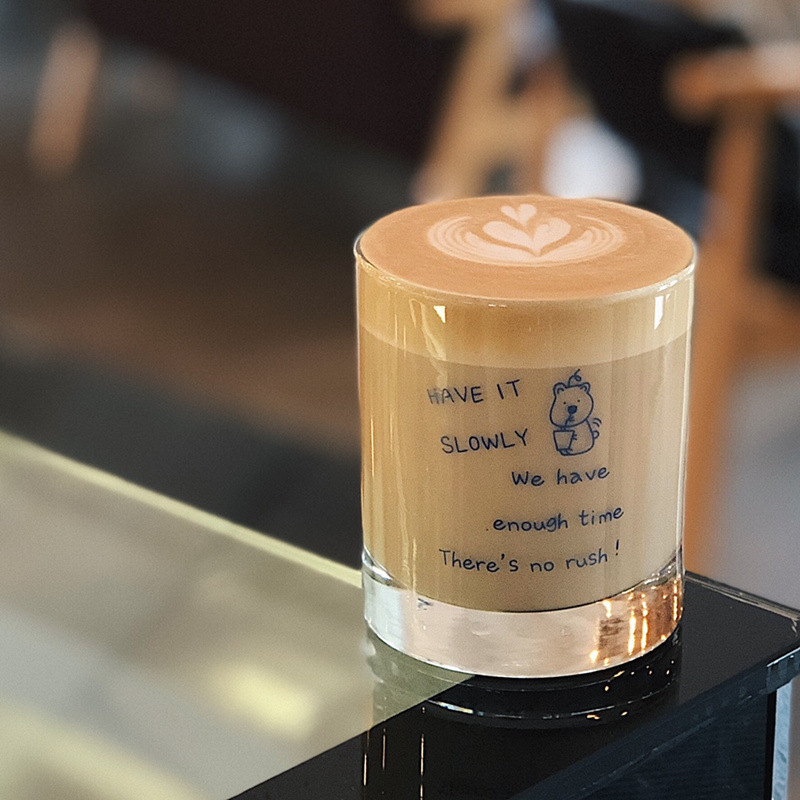 HAVE IT
SLOWLY
We have
enough time
There's no rush!